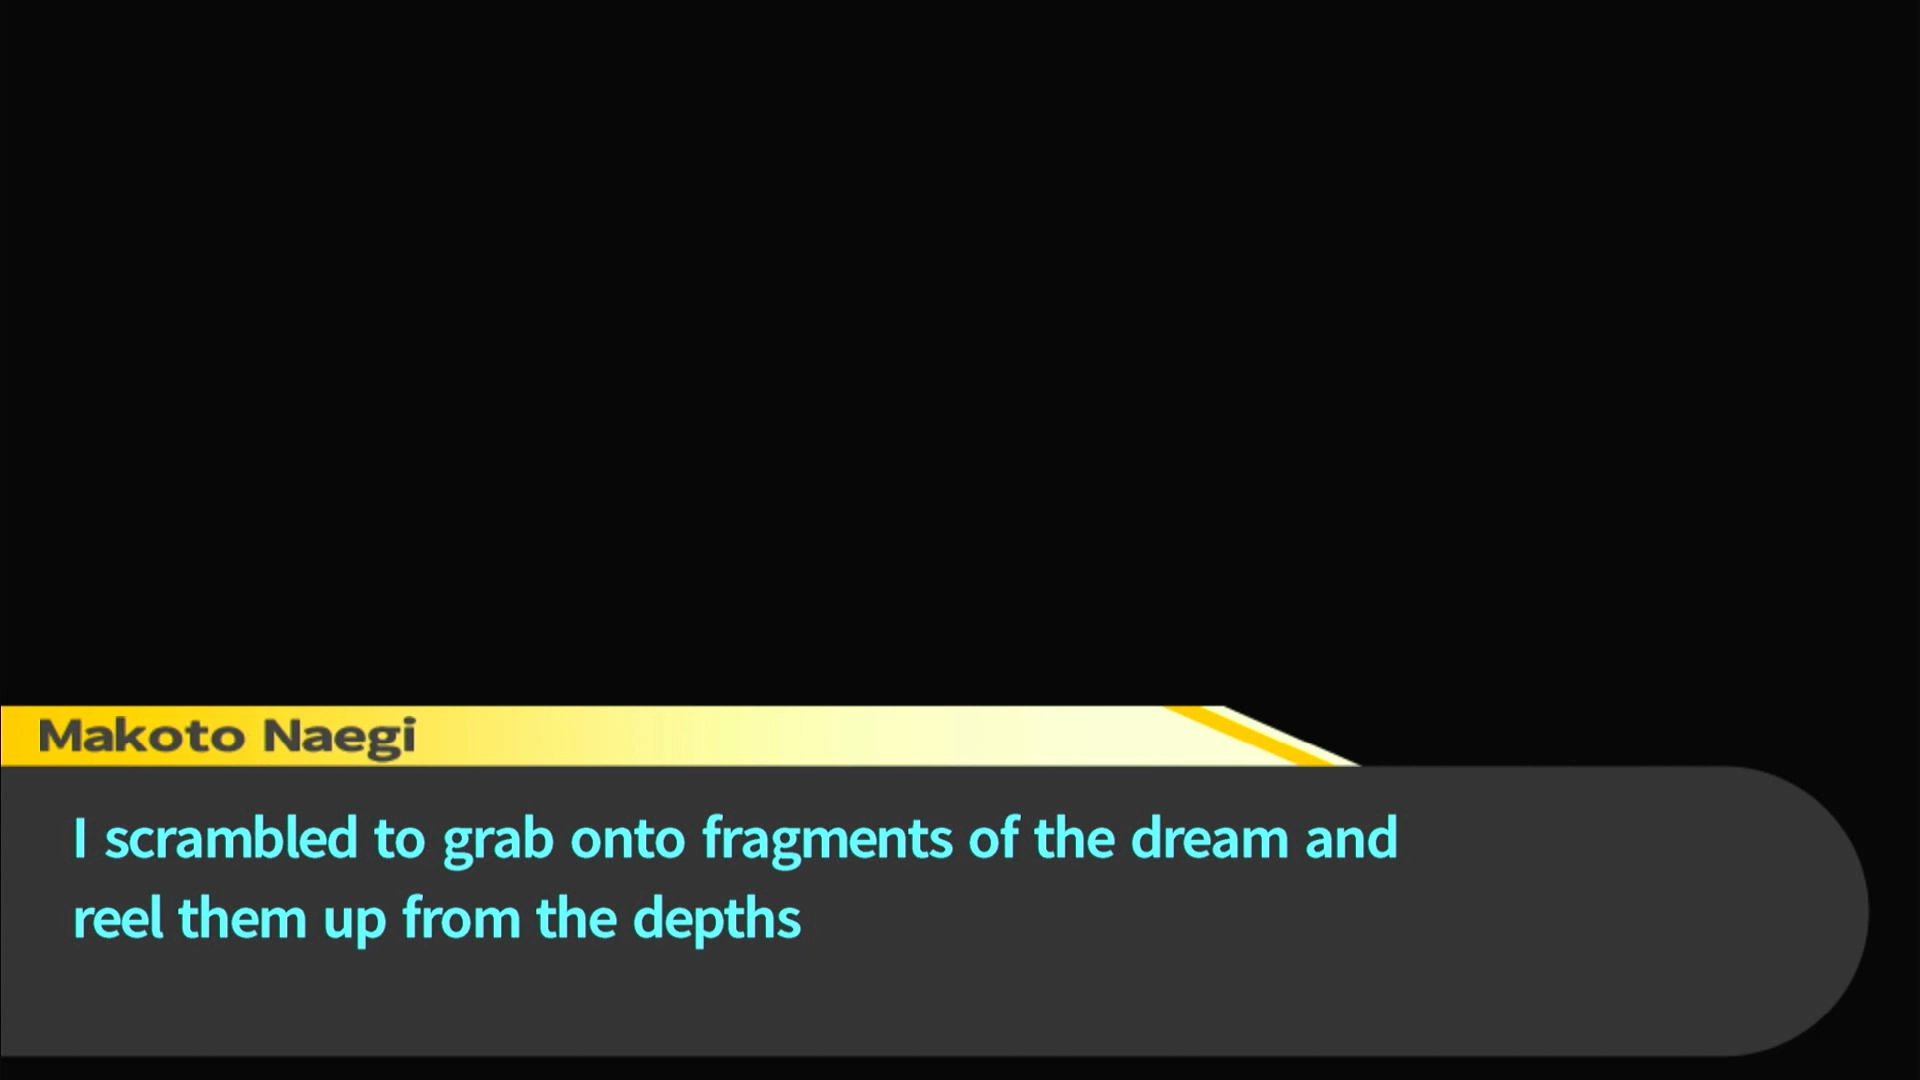 Makoto Naegi
I scrambled to grab onto fragments of the dream and
reel them up from the depths